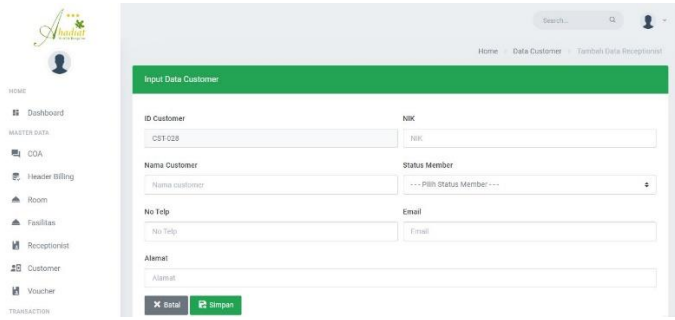 Ahadiat
Search...
Home Data Customer Tambah Data Receptionist
HOME
Dashboard
MASTER DATA
COA
Header Billing
Room
Fasilitas
Receptionist
Customer
Voucher
TRANSACTION
Input Data Customer
ID Customer NIK
CST-028 NIK
Nama Customer Status Member
Nama customer ---Pilih Status Member---
No Telp Email
No Telp Email
Alamat
Alamat
Batal Simpan